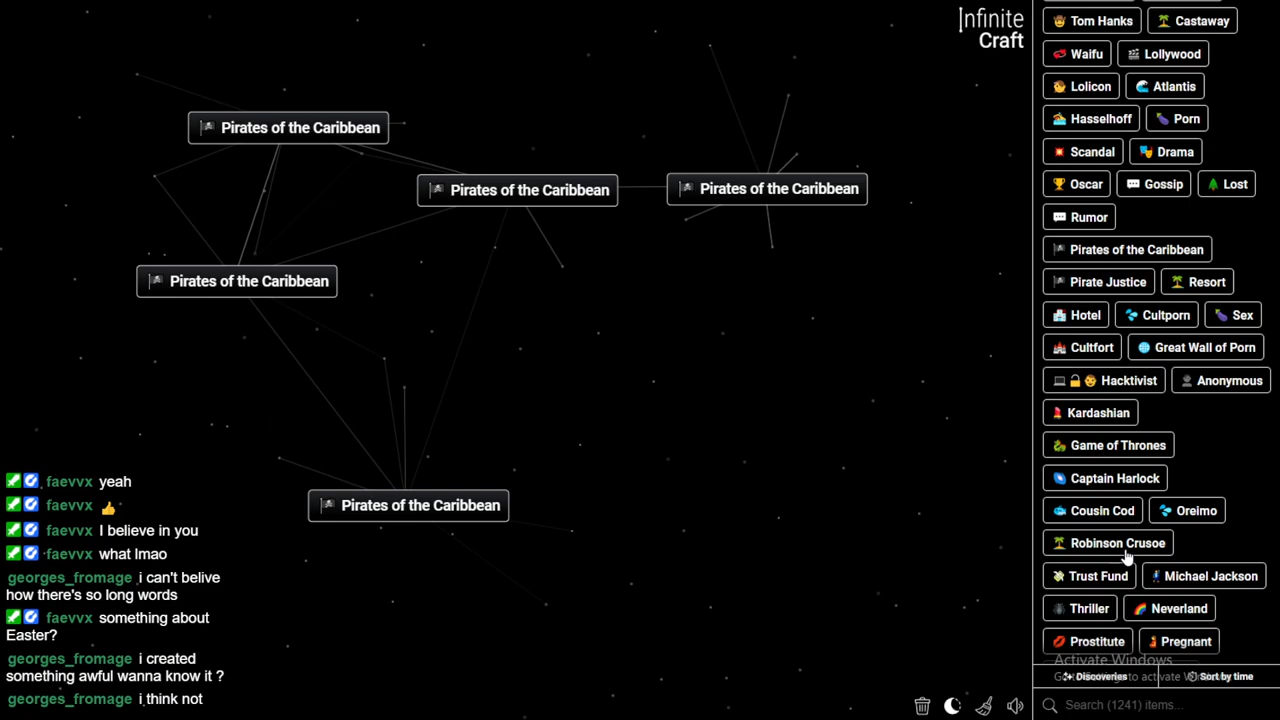 Infinite
Craft
Pirates of the Caribbean
Pirates of the Caribbean
Pirates of the Caribbean
Pirates of the Caribbean
Pirates of the Caribbean
faevvx yeah
faevvx 👍
faevvx I believe in you
faevvx what lmao
georges_fromage i can't belive
how there's so long words
faevvx something about
Easter?
georges_fromage i created
something awful wanna know it ?
georges_fromage i think not
Tom Hanks Castaway
Waifu Lollywood
Lolicon Atlantis
Hasselhoff Porn
Scandal Drama
Oscar Gossip Lost
Rumor
Pirates of the Caribbean
Pirate Justice Resort
Hotel Cultporn Sex
Cultfort Great Wall of Porn
Hacktivist Anonymous
Kardashian
Game of Thrones
Captain Harlock
Cousin Cod Oreimo
Robinson Crusoe
Trust Fund Michael Jackson
Thriller Neverland
Prostitute Pregnant
Activate Windows
Discoveries Sort by time
Search (1241) items...